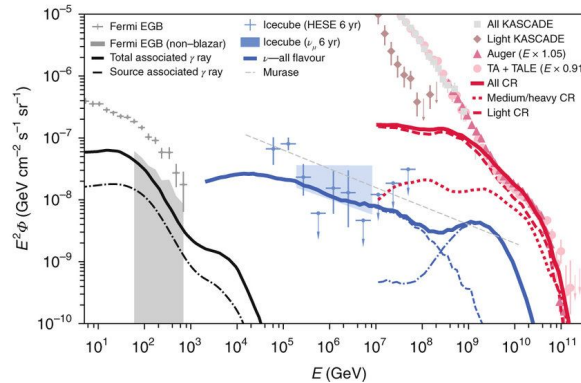 Fermi EGB
Fermi EGB (non–blazar)
Total associated γ ray
Source associated γ ray
Icecube (HESE 6 yr)
Icecube (νμ 6 yr)
ν—all flavour
Murase
All KASCADE
Light KASCADE
Auger (E × 1.05)
TA + TALE (E × 0.91
All CR
Medium/heavy CR
Light CR
E²Φ (GeV cm⁻² s⁻¹ sr⁻¹)
10⁻⁵
10⁻⁶
10⁻⁷
10⁻⁸
10⁻⁹
10⁻¹⁰
10¹ 10² 10³ 10⁴ 10⁵ 10⁶ 10⁷ 10⁸ 10⁹ 10¹⁰ 10¹¹
E (GeV)